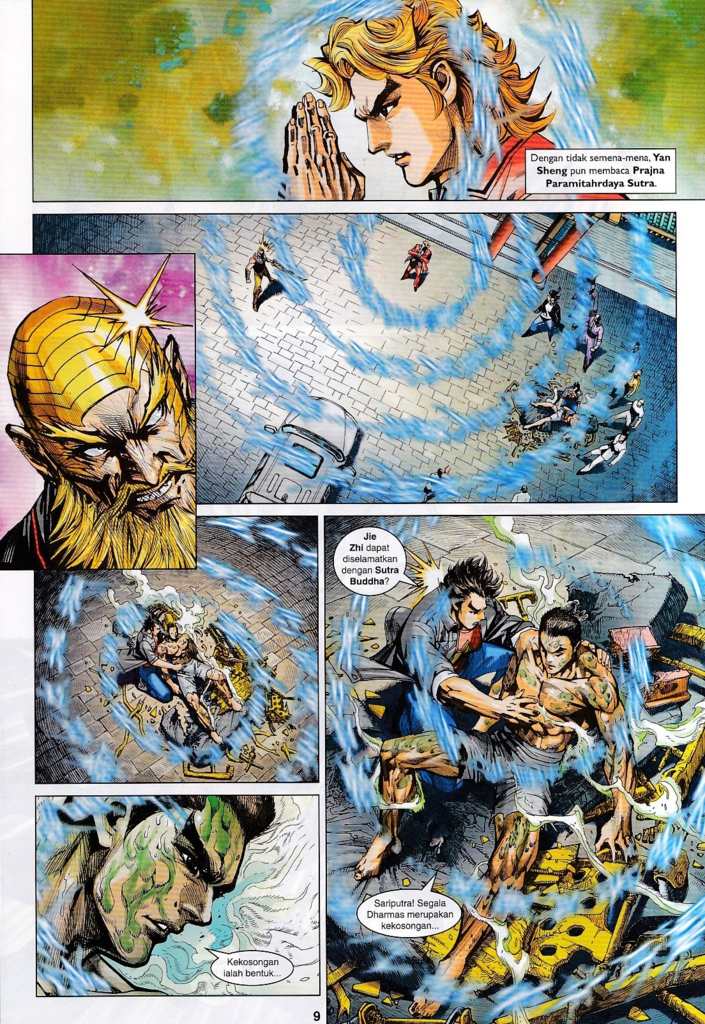 Dengan tidak semena-mena, Yan
Sheng pun membaca Prajna
Paramitahrdaya Sutra.
Jie
Zhi dapat
diselamatkan
dengan Sutra
Buddha?
Kekosongan
ialah bentuk...
Sariputra! Segala
Dharmas merupakan
kekosongan...
9